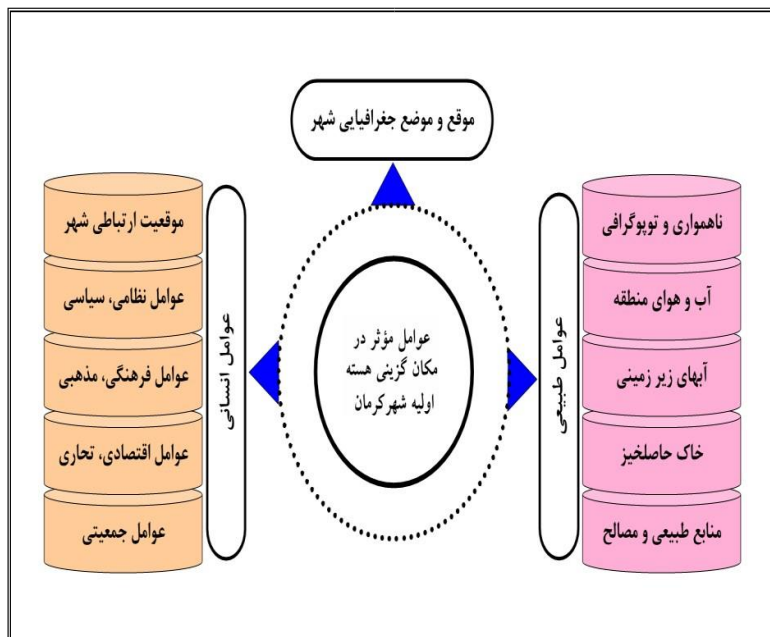 موقع و موضع جغرافیایی شهر
ناهمواری و توپوگرافی
آب و هوای منطقه
آبهای زیر زمینی
خاک حاصلخیز
منابع طبیعی و مصالح
عوامل طبیعی
عوامل مؤثر در
مکان گزینی هسته
اولیه شهرکرمان
عوامل انسانی
موقعیت ارتباطی شهر
عوامل نظامی، سیاسی
عوامل فرهنگی، مذهبی
عوامل اقتصادی، تحاری
عوامل جمعیتی